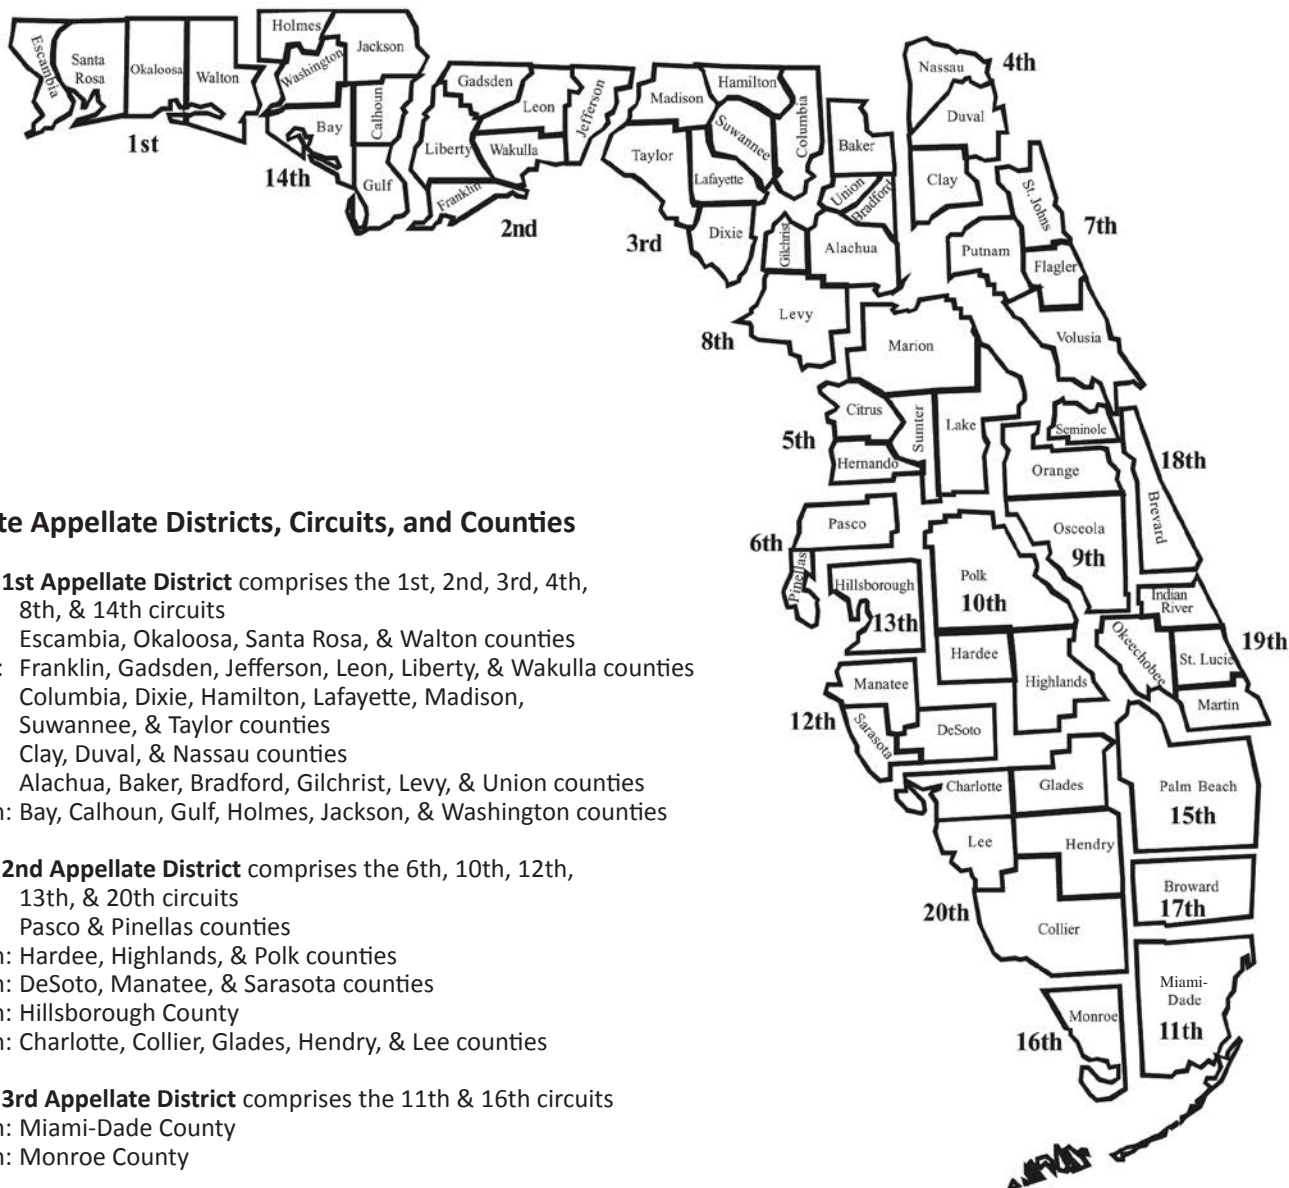 Holmes
Jackson
Escambia
Santa
Rosa
Okaloosa
Walton
Washington
1st
Bay
Calhoun
14th
Gulf
Gadsden
Leon
Jefferson
Liberty
Wakulla
Franklin
2nd
Madison
Hamilton
Columbia
Suwannee
Taylor
Lafayette
Dixie
3rd
Nassau
4th
Duval
Clay
Baker
Union
Bradford
Gilchrist
Alachua
Levy
8th
St. Johns
7th
Putnam
Flagler
Volusia
Marion
Citrus
Sumter
Lake
5th
Hernando
Seminole
18th
Orange
Brevard
Osceola
9th
Pasco
6th
Pinellas
Hillsborough
13th
Polk
10th
Hardee
Highlands
Indian
River
Okeechobee
St. Lucie
19th
Martin
Manatee
12th
Sarasota
DeSoto
Charlotte
Glades
Palm Beach
15th
Lee
Hendry
Broward
17th
20th
Collier
Miami-
Dade
11th
Monroe
16th
te Appellate Districts, Circuits, and Counties
1st Appellate District comprises the 1st, 2nd, 3rd, 4th,
8th, & 14th circuits
Escambia, Okaloosa, Santa Rosa, & Walton counties
: Franklin, Gadsden, Jefferson, Leon, Liberty, & Wakulla counties
Columbia, Dixie, Hamilton, Lafayette, Madison,
Suwannee, & Taylor counties
Clay, Duval, & Nassau counties
Alachua, Baker, Bradford, Gilchrist, Levy, & Union counties
n: Bay, Calhoun, Gulf, Holmes, Jackson, & Washington counties
2nd Appellate District comprises the 6th, 10th, 12th,
13th, & 20th circuits
Pasco & Pinellas counties
n: Hardee, Highlands, & Polk counties
n: DeSoto, Manatee, & Sarasota counties
n: Hillsborough County
n: Charlotte, Collier, Glades, Hendry, & Lee counties
3rd Appellate District comprises the 11th & 16th circuits
n: Miami-Dade County
n: Monroe County